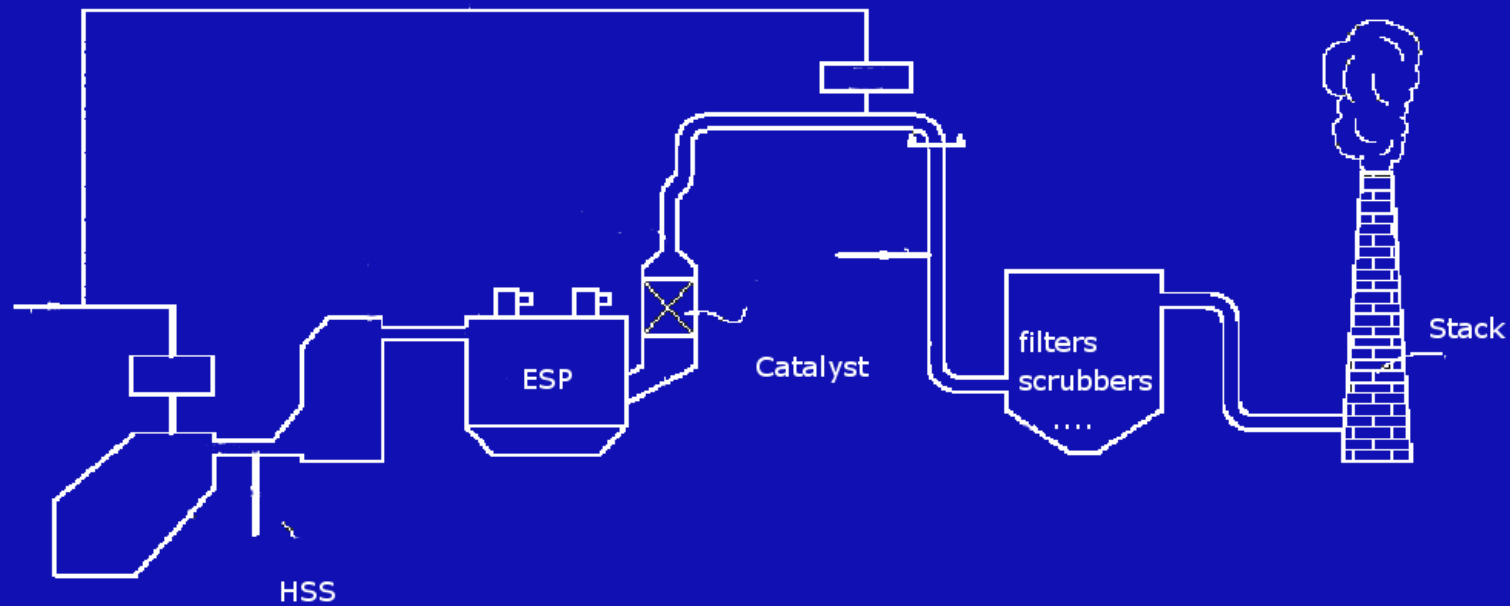 Stack
filters
scrubbers
....
Catalyst
ESP
HSS